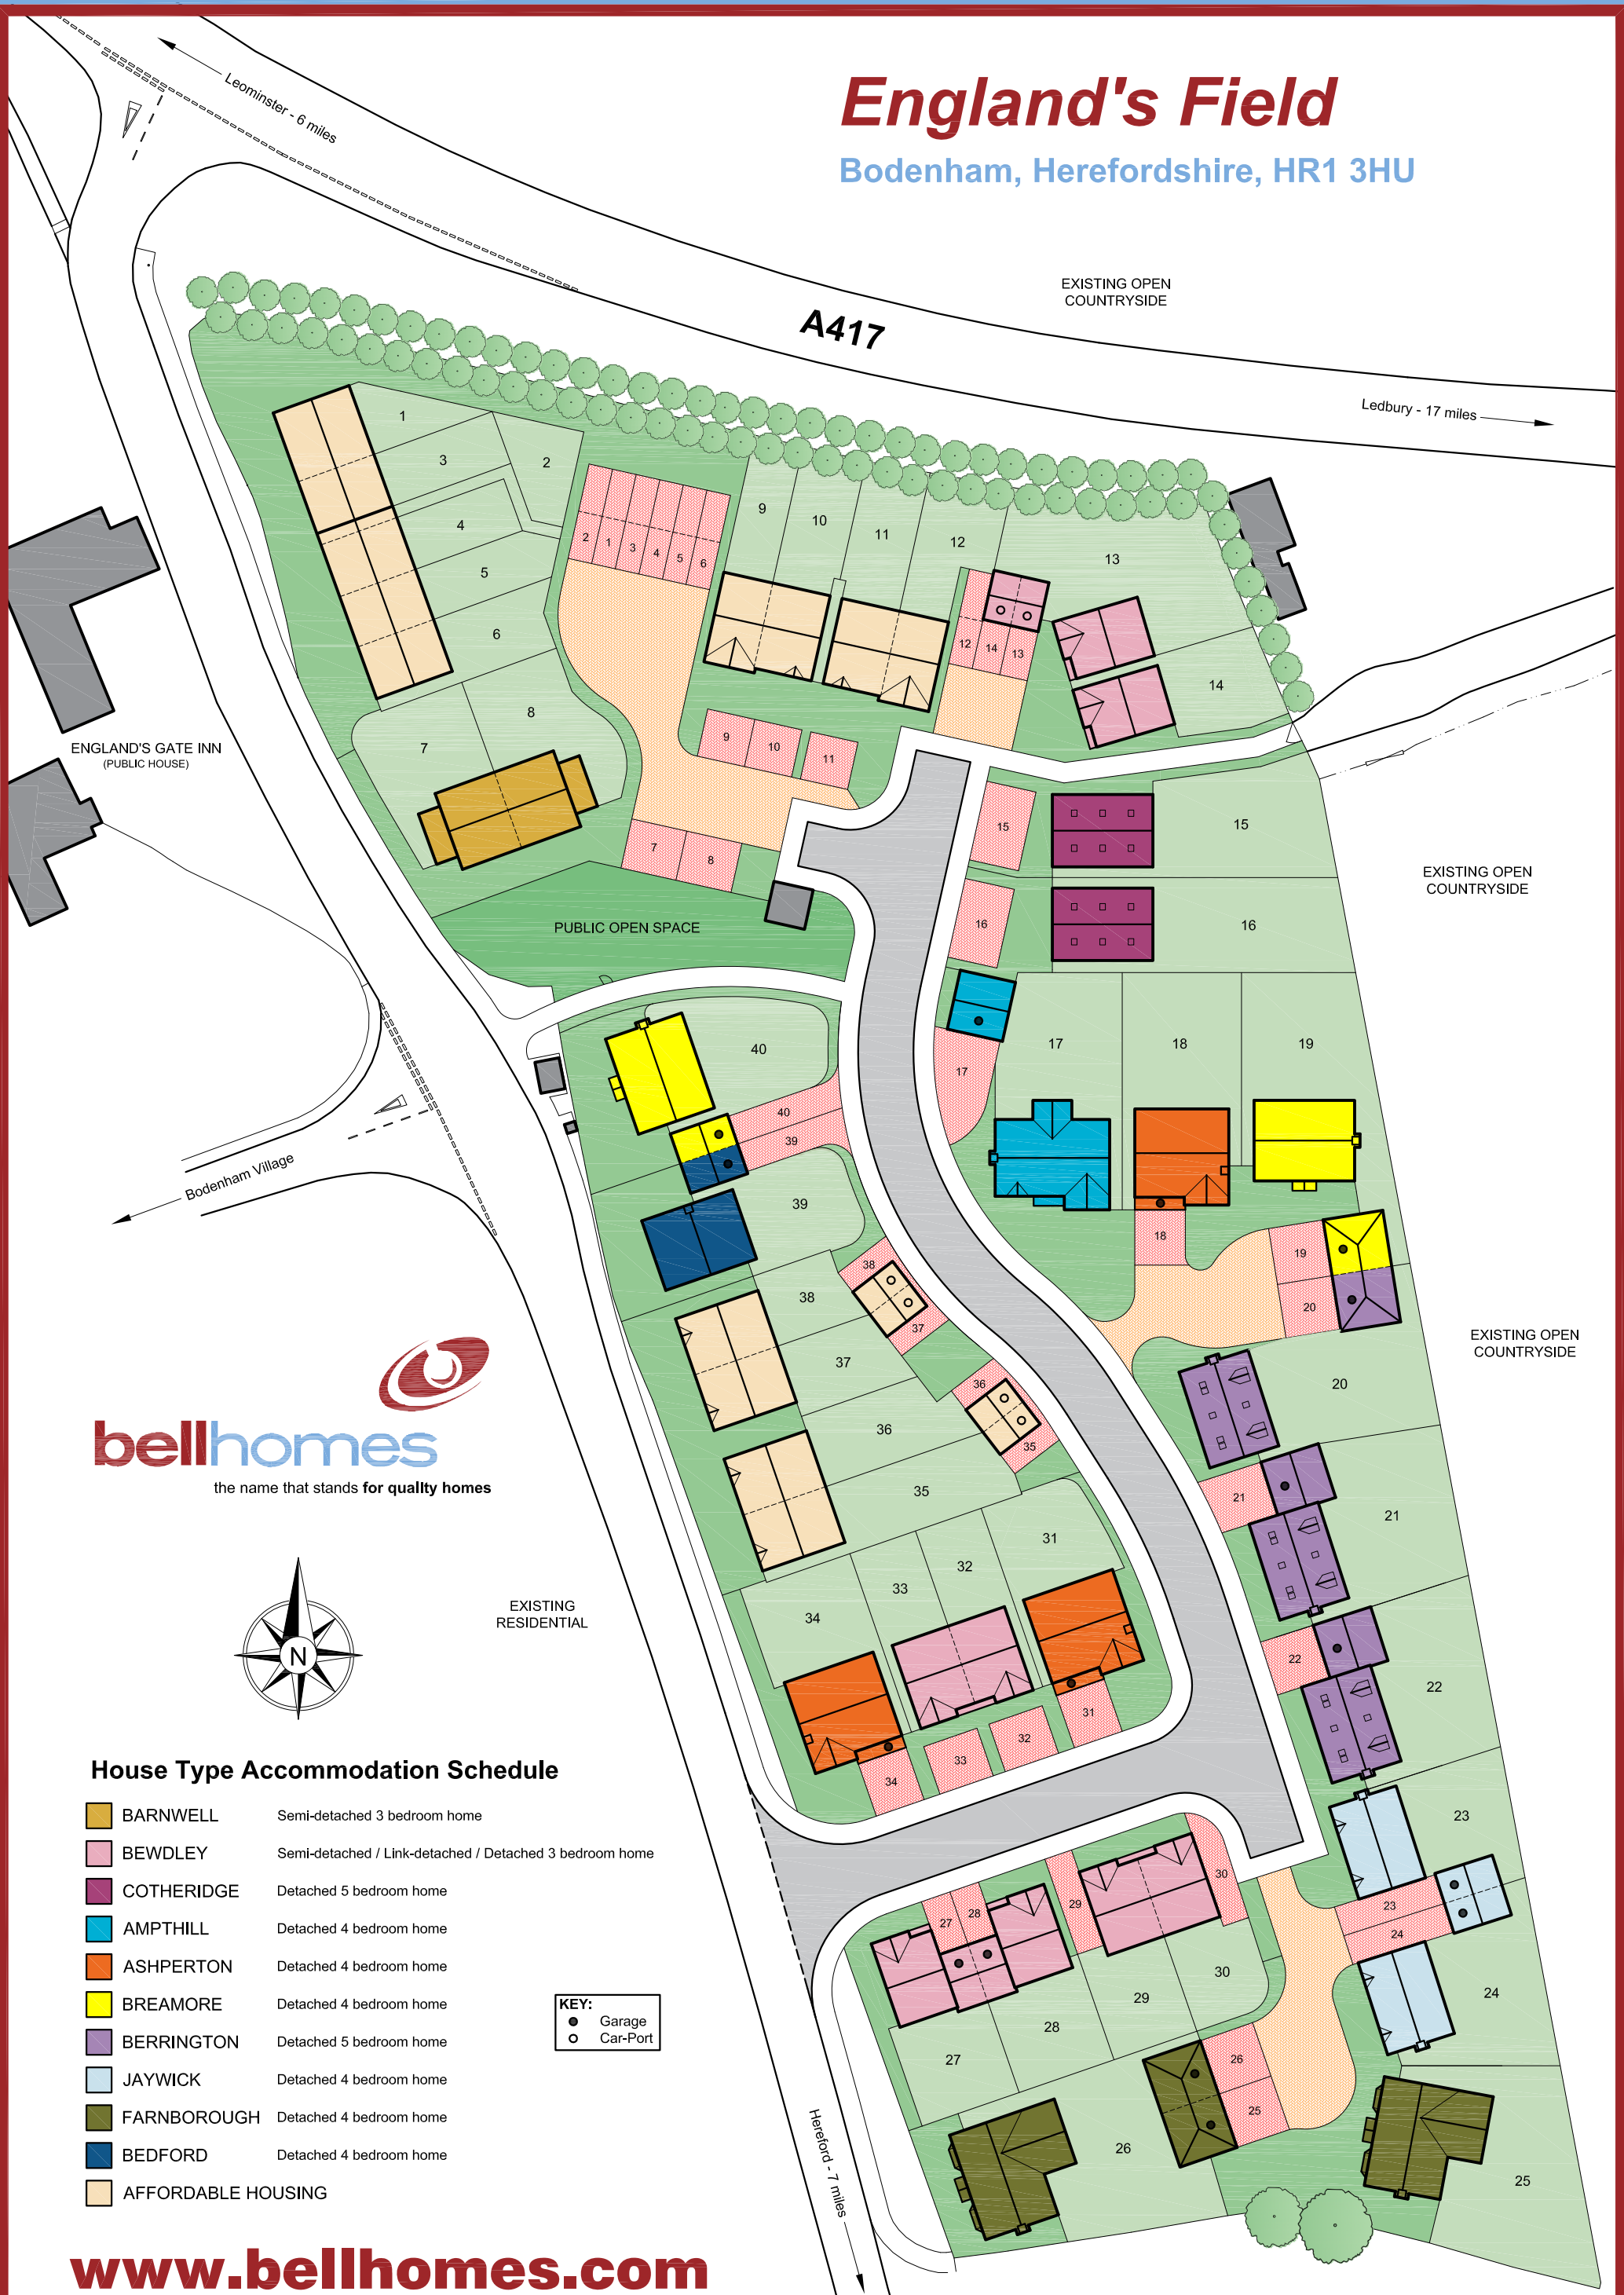 England's Field
Bodenham, Herefordshire, HR1 3HU
Leominster - 6 miles
EXISTING OPEN
COUNTRYSIDE
A417
Ledbury - 17 miles
1
3
2
4
5
6
7
8
2 1 3 4 5 6
9
10
11
12
13
14
12 14 13
9 10 11
7 8
ENGLAND'S GATE INN
(PUBLIC HOUSE)
PUBLIC OPEN SPACE
15
15
16
16
EXISTING OPEN
COUNTRYSIDE
17
18
19
17
40
40
39
39
Bodenham Village
18
19
20
38
38
37
37
36
36
35
35
EXISTING OPEN
COUNTRYSIDE
20
21
21
22
22
bellhomes
the name that stands for quality homes
N
EXISTING
RESIDENTIAL
31
32
33
34
31
32
33
34
23
23
24
24
27 28
29
30
30
29
28
27
26
25
26
25
House Type Accommodation Schedule
BARNWELL Semi-detached 3 bedroom home
BEWDLEY Semi-detached / Link-detached / Detached 3 bedroom home
COTHERIDGE Detached 5 bedroom home
AMPTHILL Detached 4 bedroom home
ASHPERTON Detached 4 bedroom home
BREAMORE Detached 4 bedroom home
BERRINGTON Detached 5 bedroom home
JAYWICK Detached 4 bedroom home
FARNBOROUGH Detached 4 bedroom home
BEDFORD Detached 4 bedroom home
AFFORDABLE HOUSING
KEY:
Garage
Car-Port
Hereford - 7 miles
www.bellhomes.com